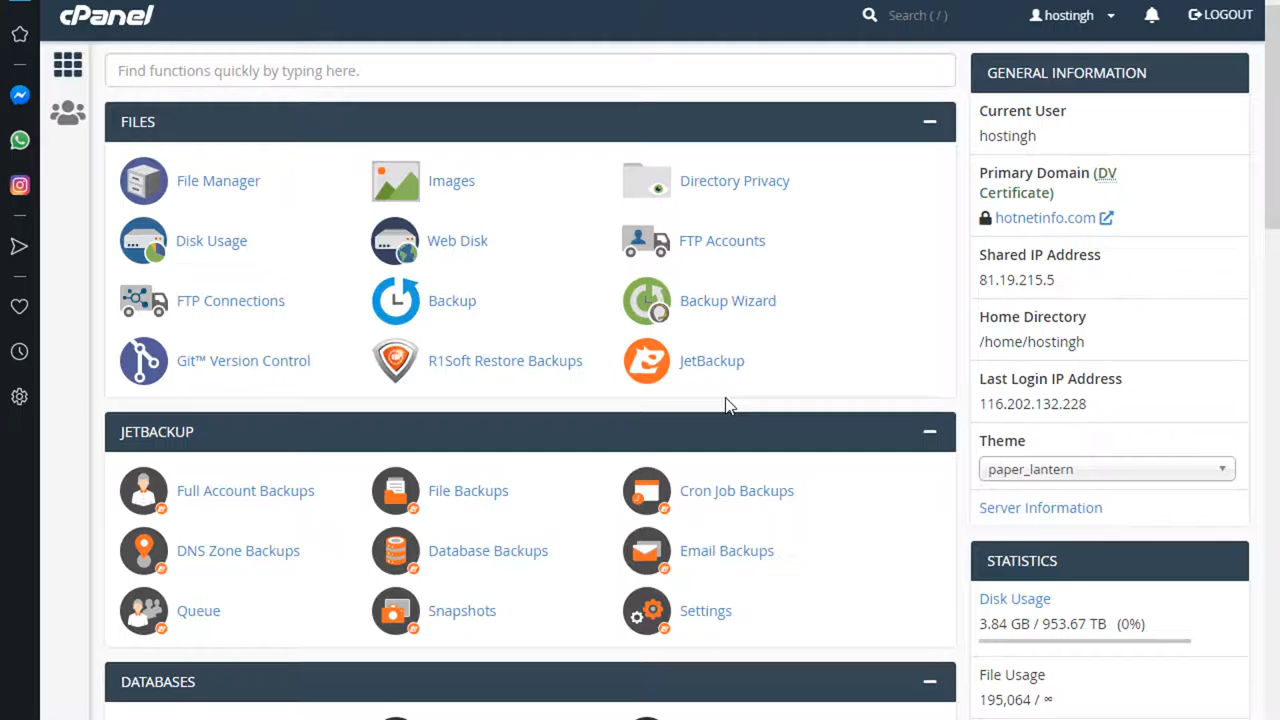 cPanel
Search ( / )
hostingh
LOGOUT
Find functions quickly by typing here.
FILES
File Manager
Images
Directory Privacy
Disk Usage
Web Disk
FTP Accounts
FTP Connections
Backup
Backup Wizard
Git™ Version Control
R1Soft Restore Backups
JetBackup
JETBACKUP
Full Account Backups
File Backups
Cron Job Backups
DNS Zone Backups
Database Backups
Email Backups
Queue
Snapshots
Settings
DATABASES
GENERAL INFORMATION
Current User
hostingh
Primary Domain (DV
Certificate)
hotnetinfo.com
Shared IP Address
81.19.215.5
Home Directory
/home/hostingh
Last Login IP Address
116.202.132.228
Theme
paper_lantern
Server Information
STATISTICS
Disk Usage
3.84 GB / 953.67 TB (0%)
File Usage
195,064 / ∞